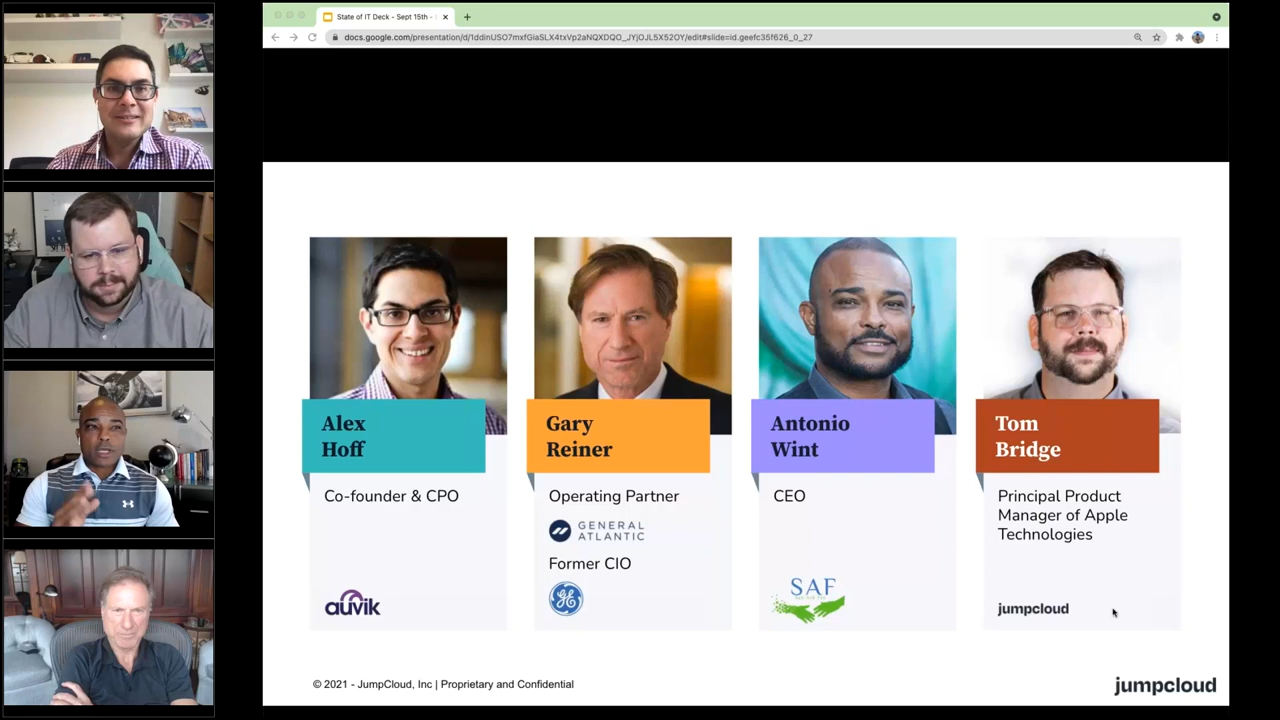 State of IT Deck - Sept 15th -
docs.google.com/presentation/d/1ddinUSO7mxfGiaSLX4txVp2aNQXDQO_JYjOJL5X52OY/edit#slide=id.geefc35f626_0_27
Alex
Hoff
Co-founder & CPO
auvik
Gary
Reiner
Operating Partner
GENERAL
ATLANTIC
Former CIO
GE
Antonio
Wint
CEO
SAF
Tom
Bridge
Principal Product
Manager of Apple
Technologies
jumpcloud
© 2021 - JumpCloud, Inc | Proprietary and Confidential
jumpcloud